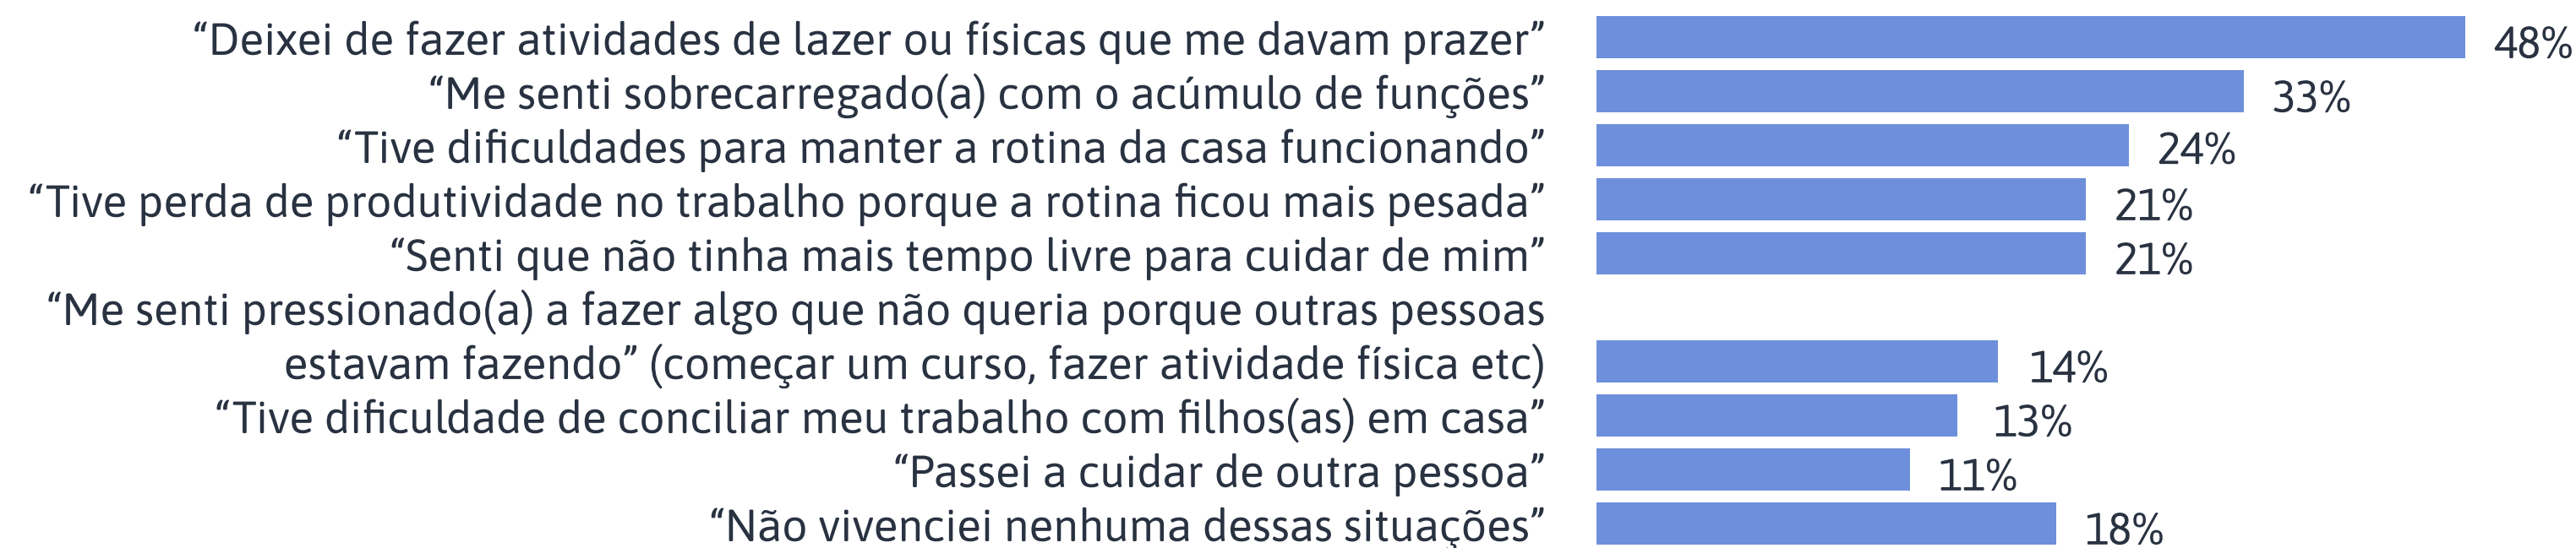 “Deixei de fazer atividades de lazer ou físicas que me davam prazer” 48%
“Me senti sobrecarregado(a) com o acúmulo de funções” 33%
“Tive dificuldades para manter a rotina da casa funcionando” 24%
“Tive perda de produtividade no trabalho porque a rotina ficou mais pesada” 21%
“Senti que não tinha mais tempo livre para cuidar de mim” 21%
“Me senti pressionado(a) a fazer algo que não queria porque outras pessoas
estavam fazendo” (começar um curso, fazer atividade física etc) 14%
“Tive dificuldade de conciliar meu trabalho com filhos(as) em casa” 13%
“Passei a cuidar de outra pessoa” 11%
“Não vivenciei nenhuma dessas situações” 18%